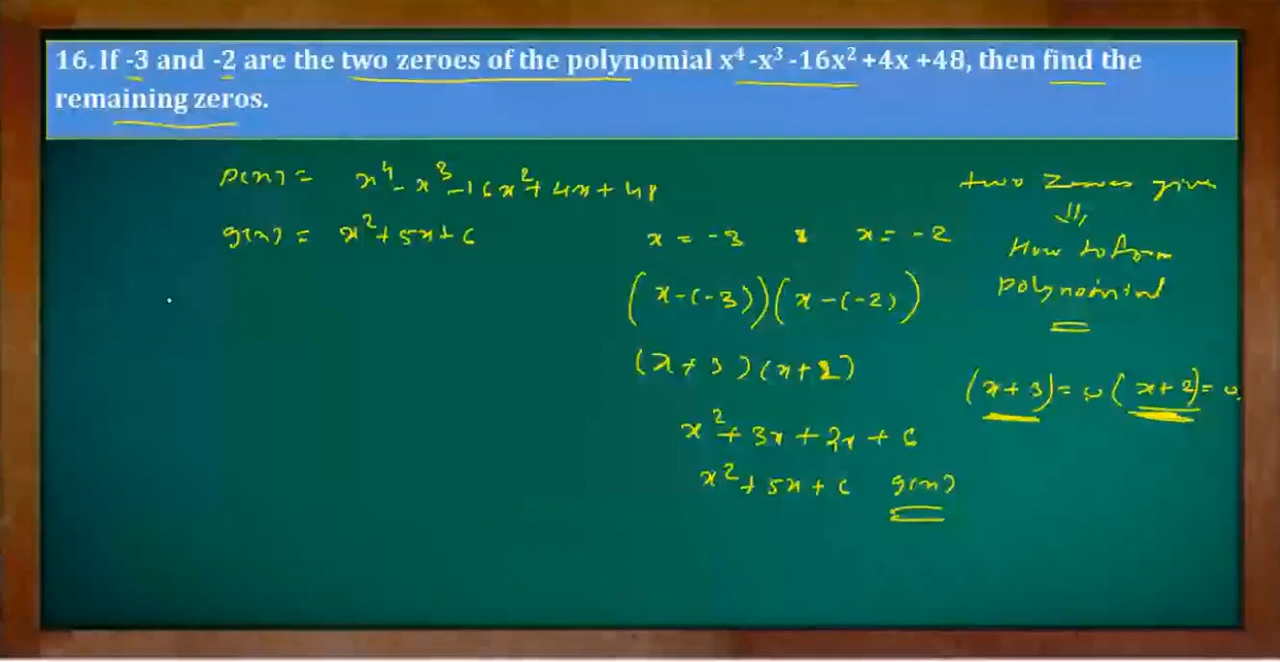 16. If -3 and -2 are the two zeroes of the polynomial x⁴ -x³ -16x² +4x +48, then find the
remaining zeros.
p(x) = x⁴ - x³ - 16x² + 4x + 48
g(x) = x² + 5x + 6
x = -3 & x = -2
(x-(-3))(x-(-2))
(x+3)(x+2)
x² + 3x + 2x + 6
x² + 5x + 6 g(x)
two zeroes given
⇓
How to form
polynomial
(x+3)=0 (x+2)=0